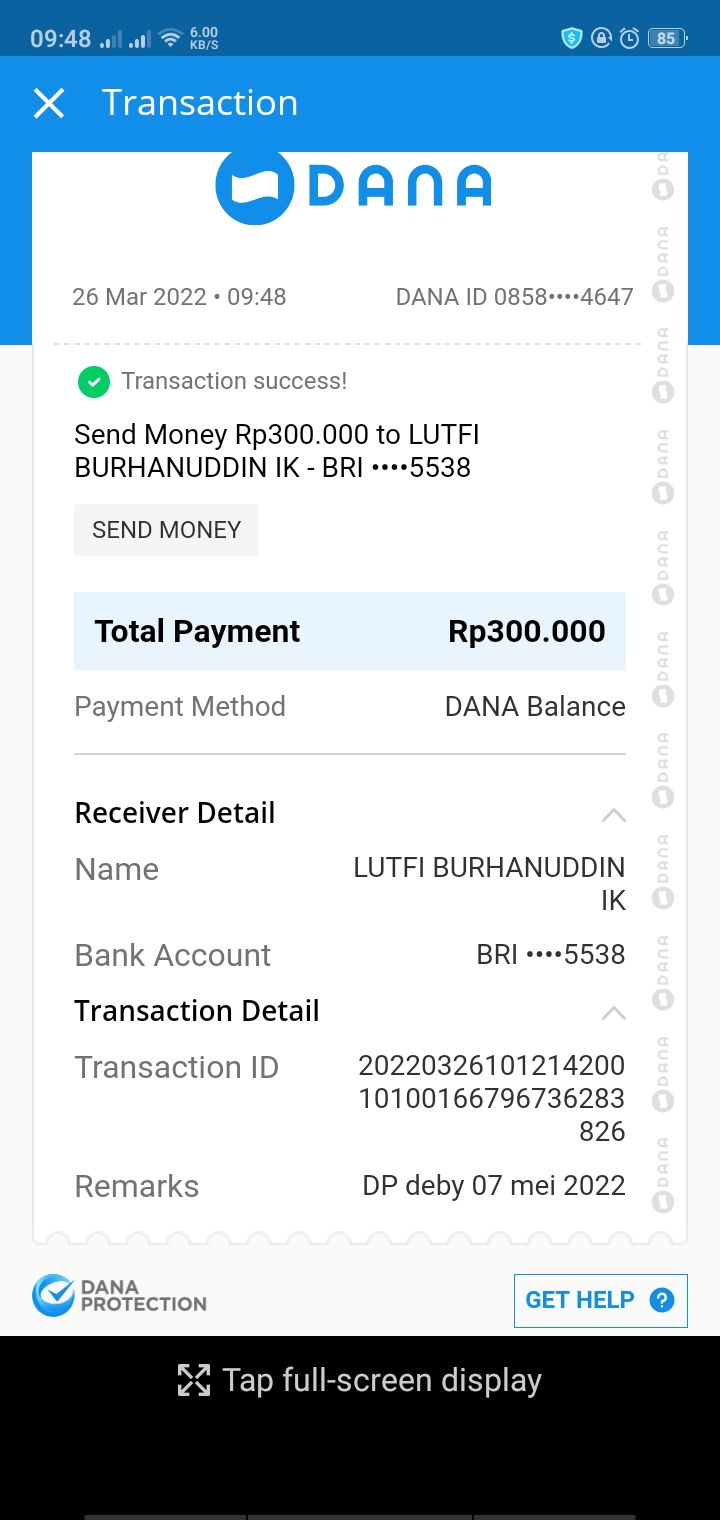 09:48 6.00 KB/S 85
Transaction
DANA
26 Mar 2022 • 09:48 DANA ID 0858••••4647
Transaction success!
Send Money Rp300.000 to LUTFI
BURHANUDDIN IK - BRI ••••5538
SEND MONEY
Total Payment Rp300.000
Payment Method DANA Balance
Receiver Detail
Name LUTFI BURHANUDDIN
IK
Bank Account BRI ••••5538
Transaction Detail
Transaction ID 20220326101214200
10100166796736283
826
Remarks DP deby 07 mei 2022
DANA
DANA
DANA
DANA
DANA
DANA
DANA
DANA
DANA
DANA
DANA
DANA
PROTECTION
GET HELP ?
Tap full-screen display